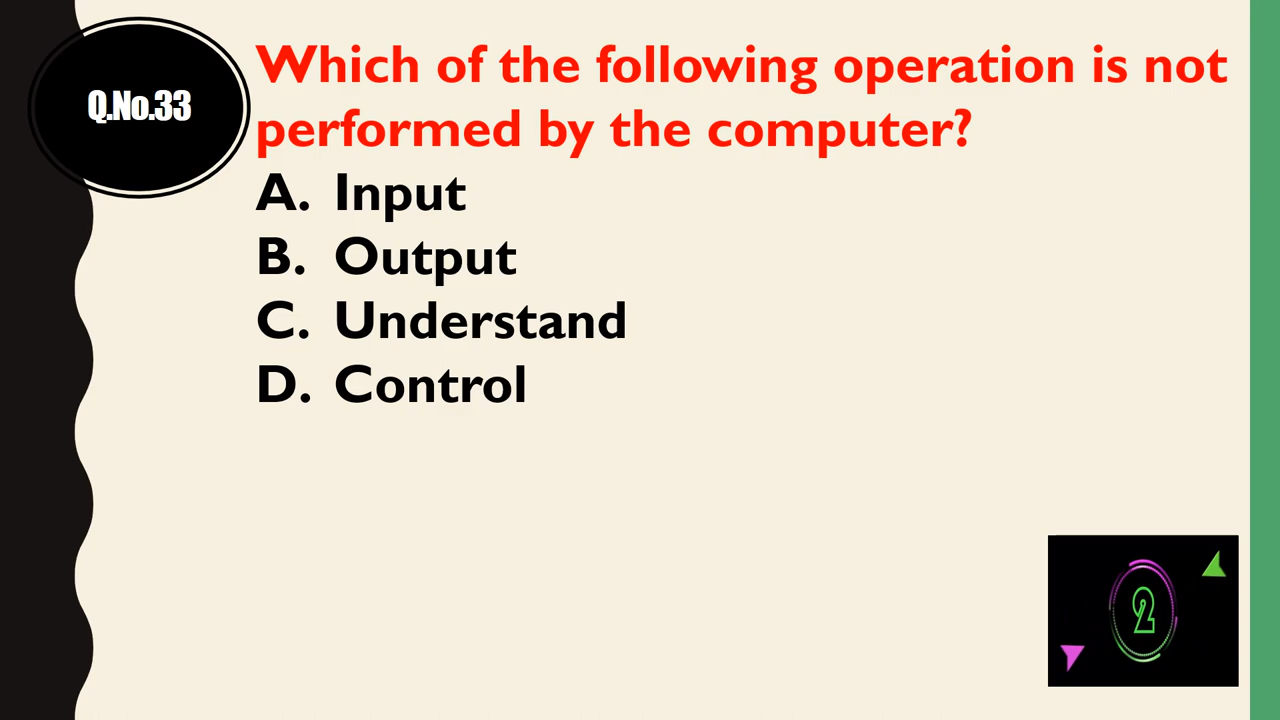 Q.No.33
Which of the following operation is not
performed by the computer?
A. Input
B. Output
C. Understand
D. Control
2